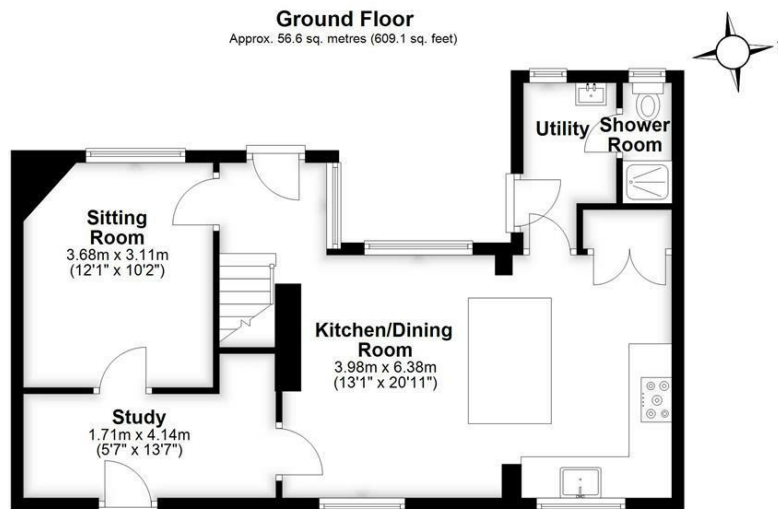 Ground Floor
Approx. 56.6 sq. metres (609.1 sq. feet)
Utility
Shower
Room
Sitting
Room
3.68m x 3.11m
(12'1" x 10'2")
Kitchen/Dining
Room
3.98m x 6.38m
(13'1" x 20'11")
Study
1.71m x 4.14m
(5'7" x 13'7")